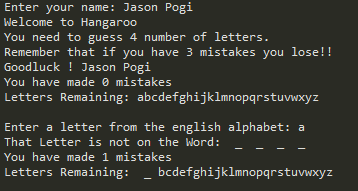 Enter your name: Jason Pogi
Welcome to Hangaroo
You need to guess 4 number of letters.
Remember that if you have 3 mistakes you lose!!
Goodluck ! Jason Pogi
You have made 0 mistakes
Letters Remaining: abcdefghijklmnopqrstuvwxyz
Enter a letter from the english alphabet: a
That Letter is not on the Word:  _  _  _  _
You have made 1 mistakes
Letters Remaining:  _ bcdefghijklmnopqrstuvwxyz